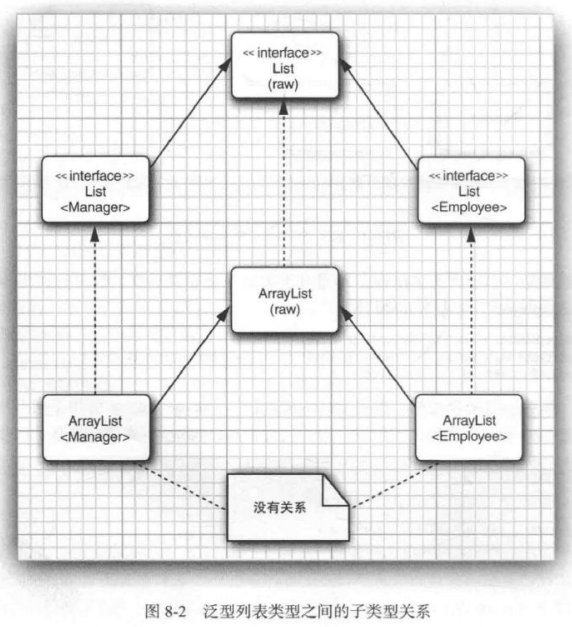 << interface>>
List
(raw)
<< interface>>
List
<Manager>
<< interface>>
List
<Employee>
ArrayList
(raw)
ArrayList
<Manager>
ArrayList
<Employee>
没有关系
图 8-2 泛型列表类型之间的子类型关系